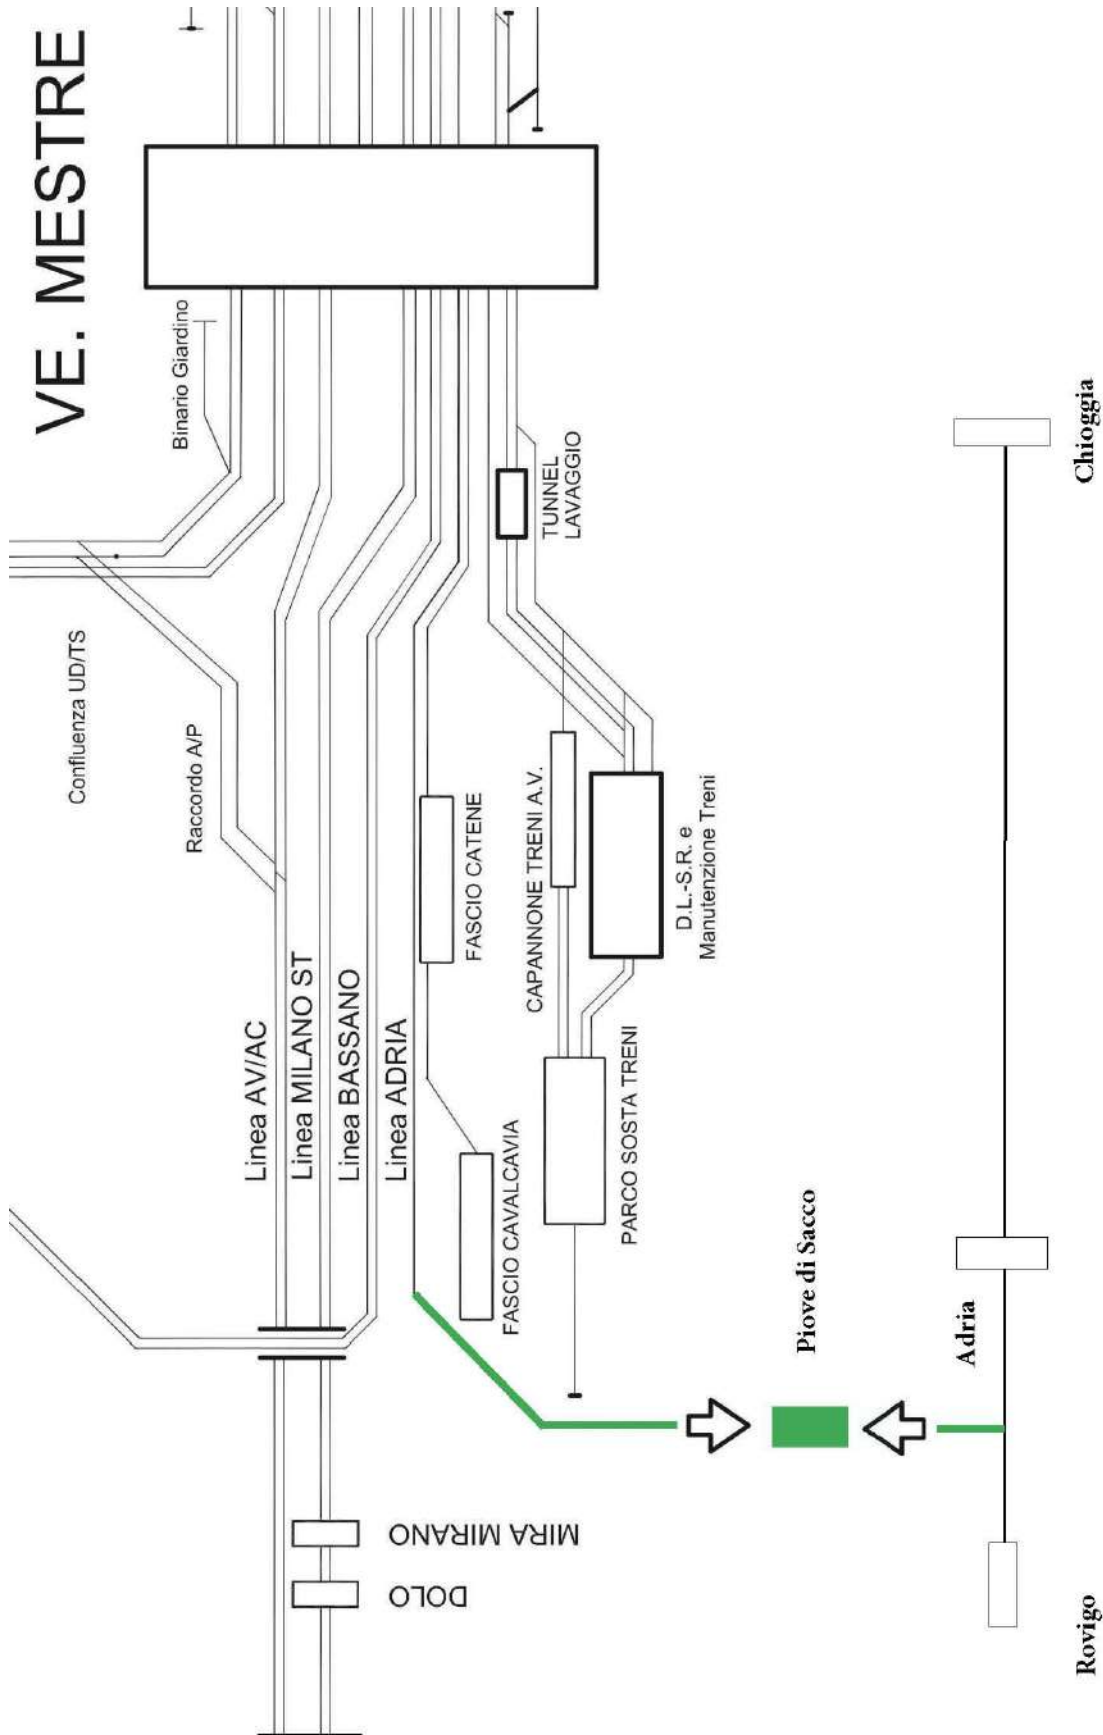 VE. MESTRE
Binario Giardino
Confluenza UD/TS
Raccordo A/P
Linea AV/AC
Linea MILANO ST
Linea BASSANO
Linea ADRIA
FASCIO CATENE
FASCIO CAVALCAVIA
TUNNEL
LAVAGGIO
CAPANNONE TRENI A.V.
D.L.-S.R. e
Manutenzione Treni
PARCO SOSTA TRENI
MIRA MIRANO
DOLO
Piove di Sacco
Adria
Chioggia
Rovigo